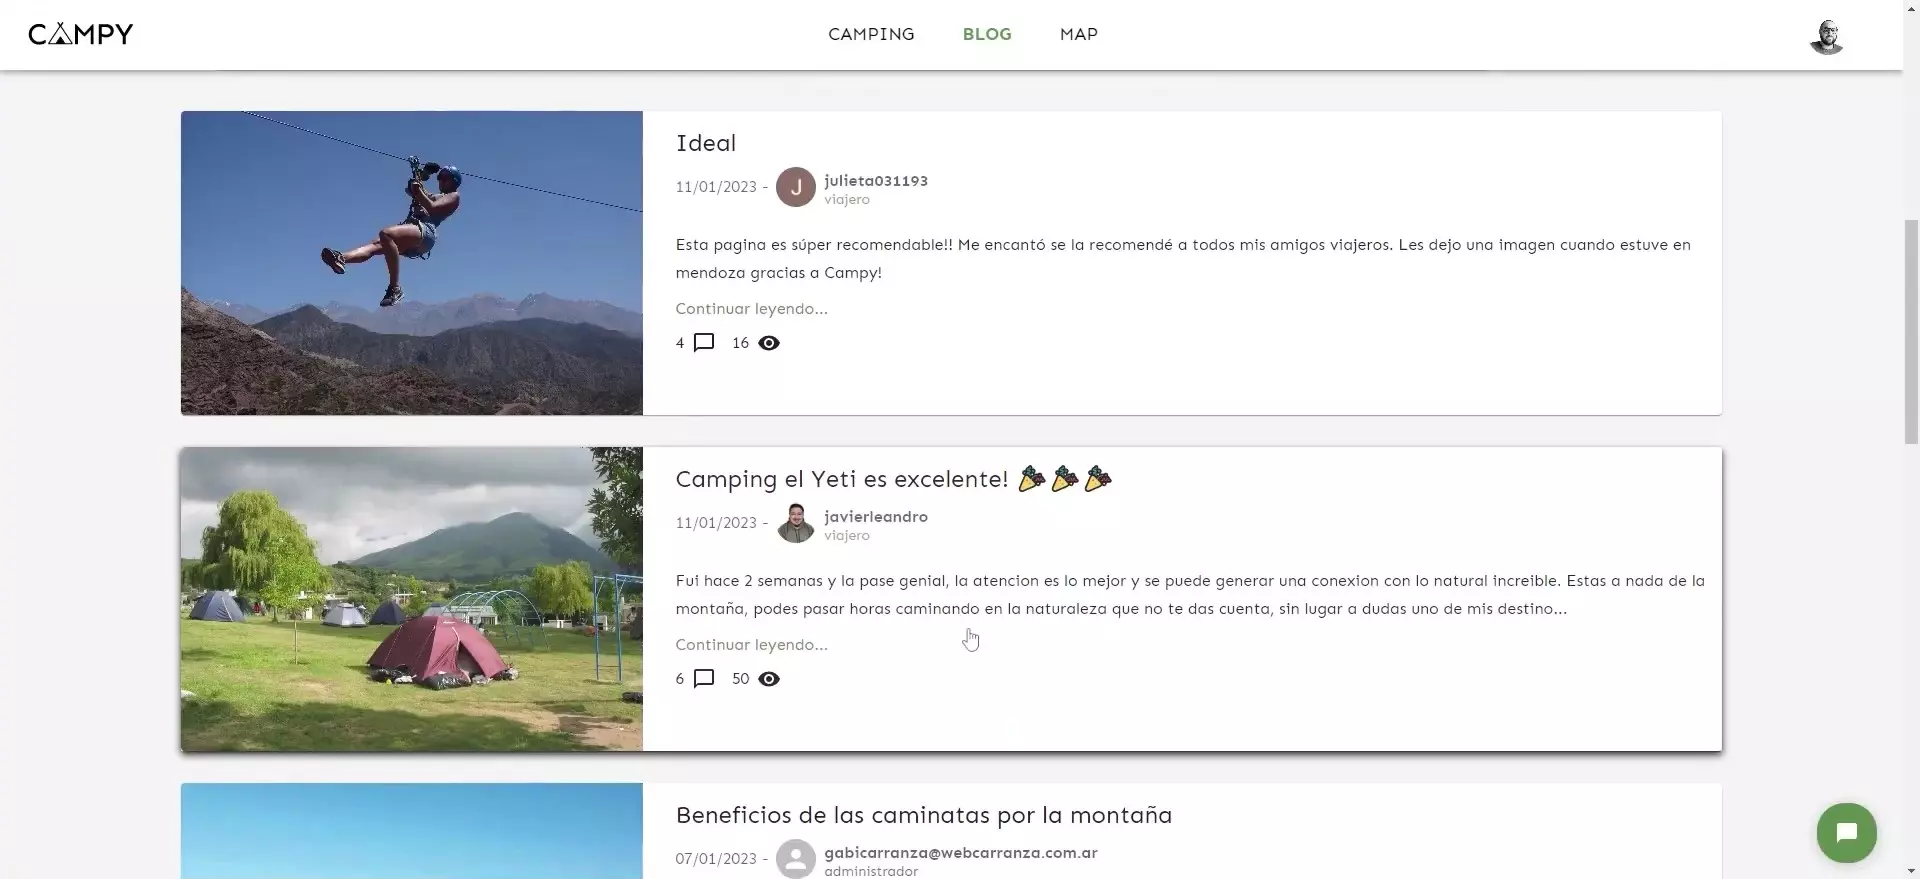 CAMPY
CAMPING
BLOG
MAP
Ideal
11/01/2023 -
J
julieta031193
viajero
Esta pagina es súper recomendable!! Me encantó se la recomendé a todos mis amigos viajeros. Les dejo una imagen cuando estuve en
mendoza gracias a Campy!
Continuar leyendo...
4
16
Camping el Yeti es excelente! 🎉🎉🎉
11/01/2023 -
javierleandro
viajero
Fui hace 2 semanas y la pase genial, la atencion es lo mejor y se puede generar una conexion con lo natural increible. Estas a nada de la
montaña, podes pasar horas caminando en la naturaleza que no te das cuenta, sin lugar a dudas uno de mis destino...
Continuar leyendo...
6
50
Beneficios de las caminatas por la montaña
07/01/2023 -
gabicarranza@webcarranza.com.ar
administrador